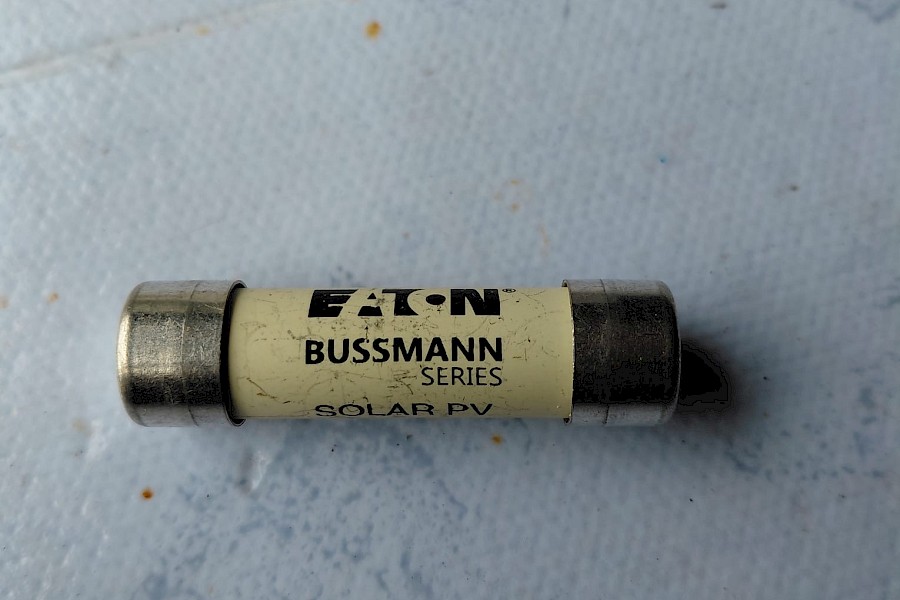 EATON®
BUSSMANN
SERIES
SOLAR PV